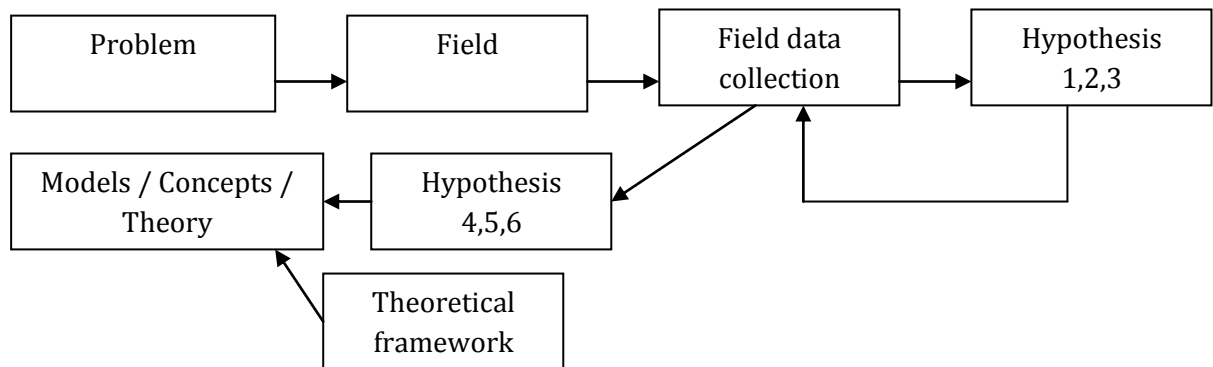 Problem
Field
Field data
collection
Hypothesis
1,2,3
Models / Concepts /
Theory
Hypothesis
4,5,6
Theoretical
framework